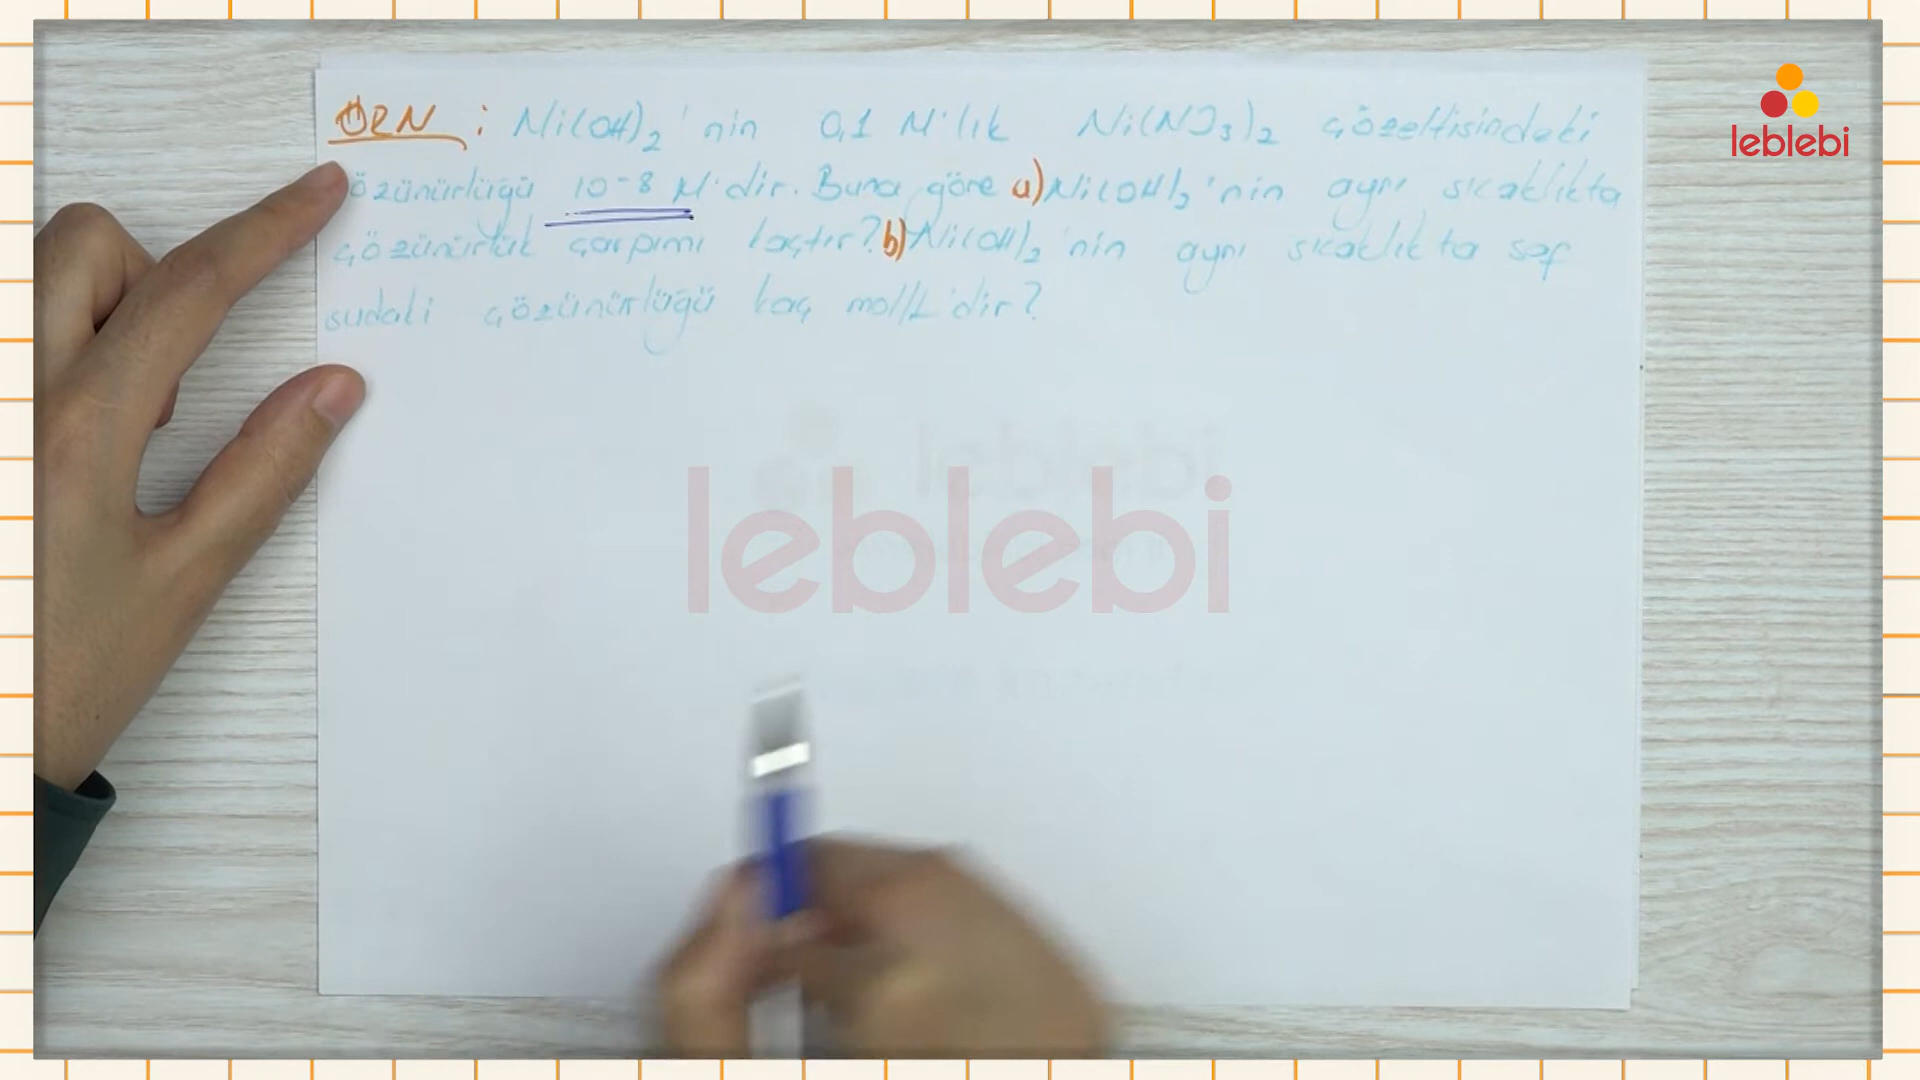 ÖRN : Ni(OH)₂'nin 0,1 M'lık Ni(NO₃)₂ çözeltisindeki
çözünürlüğü 10⁻⁸ M'dir. Buna göre a) Ni(OH)₂'nin aynı sıcaklıkta
çözünürlük çarpımı kaçtır? b) Ni(OH)₂'nin aynı sıcaklıkta saf
sudaki çözünürlüğü kaç mol/L'dir?
leblebi
leblebi